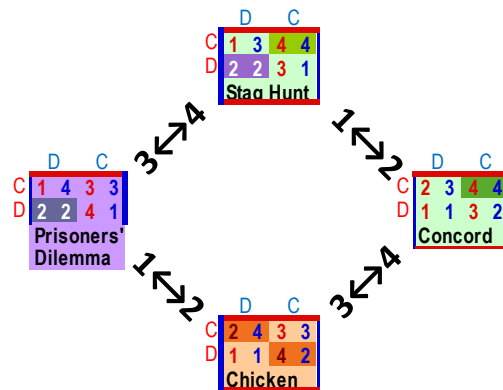 D C
C 1 3 4 4
D 2 2 3 1
Stag Hunt
3↔4
1↔2
D C
C 1 4 3 3
D 2 2 4 1
Prisoners'
Dilemma
D C
C 2 3 4 4
D 1 1 3 2
Concord
1↔2
3↔4
D C
C 2 4 3 3
D 1 1 4 2
Chicken